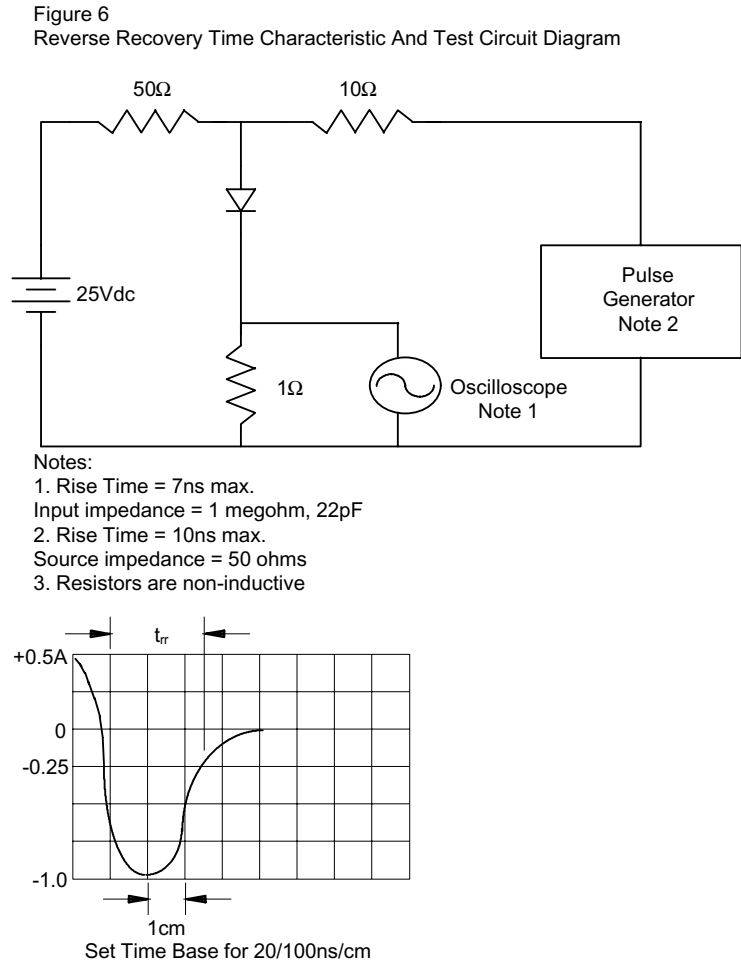 Figure 6
Reverse Recovery Time Characteristic And Test Circuit Diagram
50Ω
10Ω
25Vdc
Pulse
Generator
Note 2
1Ω
Oscilloscope
Note 1
Notes:
1. Rise Time = 7ns max.
Input impedance = 1 megohm, 22pF
2. Rise Time = 10ns max.
Source impedance = 50 ohms
3. Resistors are non-inductive
trr
+0.5A
0
-0.25
-1.0
1cm
Set Time Base for 20/100ns/cm